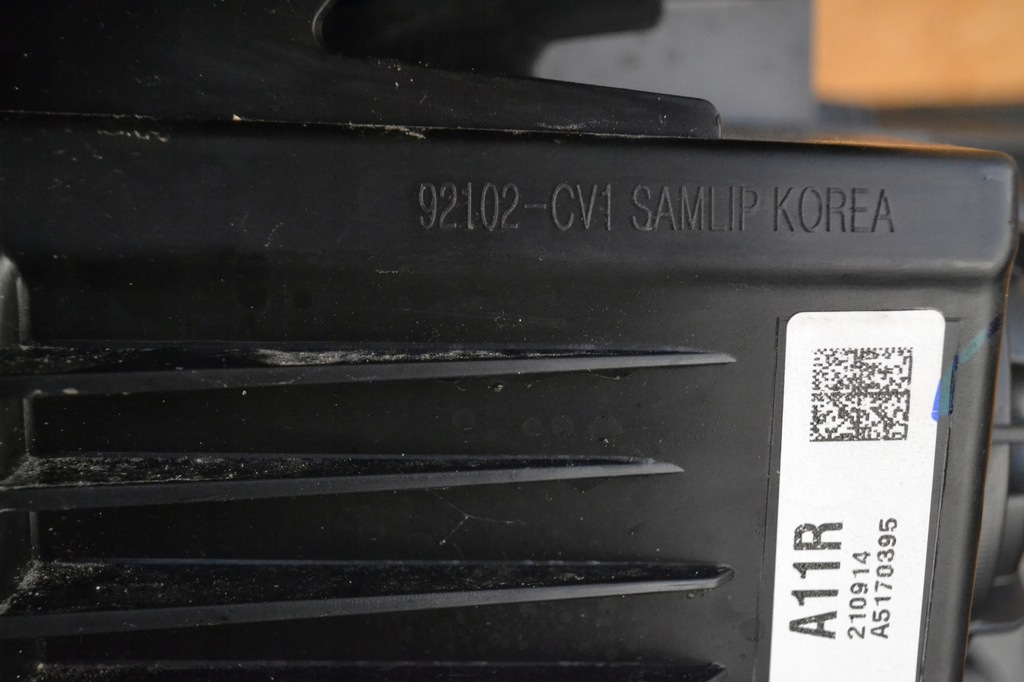 92102-CV1 SAMLIP KOREA
A11R
210914
A5170395